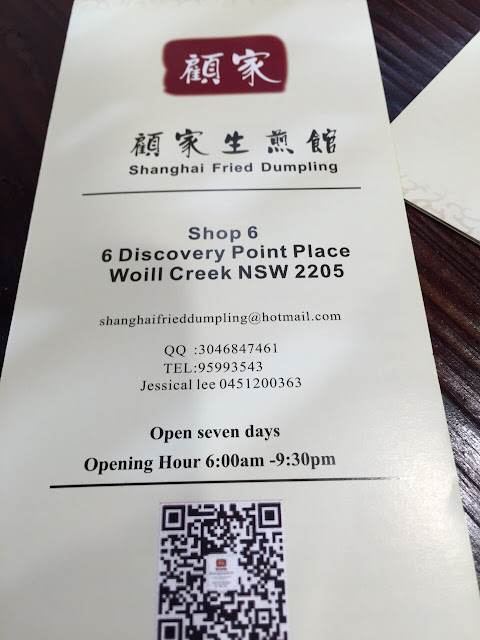 顧家
顧家生煎館
Shanghai Fried Dumpling
Shop 6
6 Discovery Point Place
Woill Creek NSW 2205
shanghaifrieddumpling@hotmail.com
QQ :3046847461
TEL:95993543
Jessical lee 0451200363
Open seven days
Opening Hour 6:00am -9:30pm